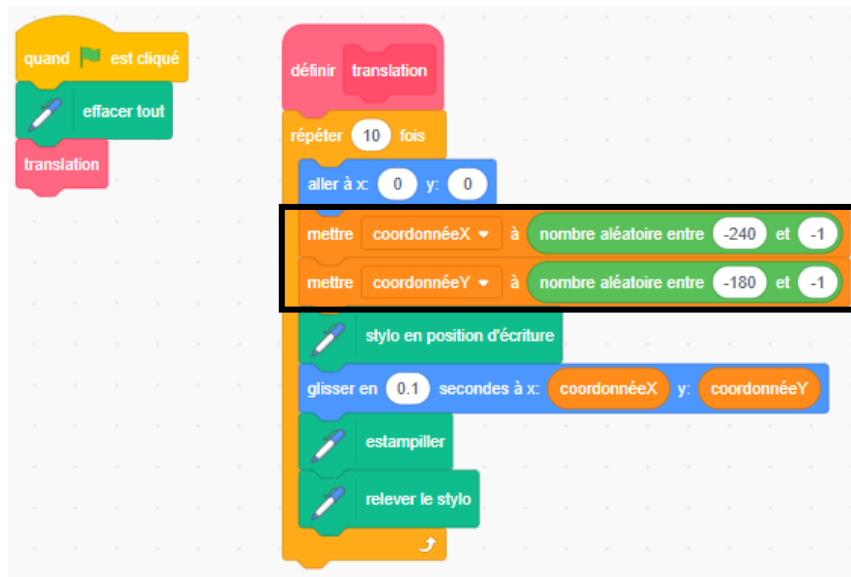 quand est cliqué
effacer tout
translation
définir translation
répéter 10 fois
aller à x: 0 y: 0
mettre coordonnéeX à nombre aléatoire entre -240 et -1
mettre coordonnéeY à nombre aléatoire entre -180 et -1
stylo en position d'écriture
glisser en 0.1 secondes à x: coordonnéeX y: coordonnéeY
estampiller
relever le stylo